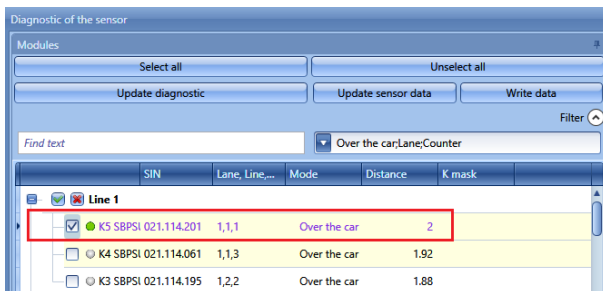 Diagnostic of the sensor
Modules
Select all Unselect all
Update diagnostic Update sensor data Write data
Filter
Find text Over the car;Lane;Counter
SIN Lane, Line,... Mode Distance K mask
Line 1
K5 SBPSI 021.114.201 1,1,1 Over the car 2
K4 SBPSI 021.114.061 1,1,3 Over the car 1.92
K3 SBPSI 021.114.195 1,2,2 Over the car 1.88